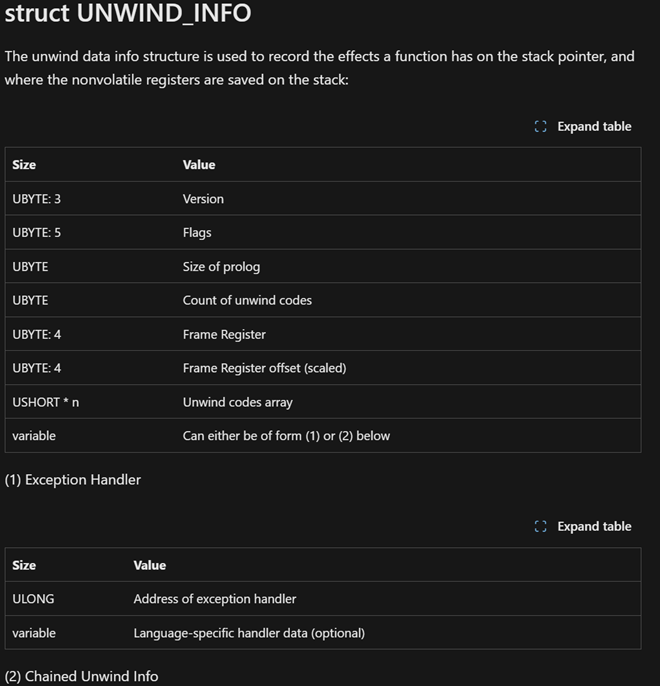 struct UNWIND_INFO
The unwind data info structure is used to record the effects a function has on the stack pointer, and
where the nonvolatile registers are saved on the stack:
Expand table
Size Value
UBYTE: 3 Version
UBYTE: 5 Flags
UBYTE Size of prolog
UBYTE Count of unwind codes
UBYTE: 4 Frame Register
UBYTE: 4 Frame Register offset (scaled)
USHORT * n Unwind codes array
variable Can either be of form (1) or (2) below
(1) Exception Handler
Expand table
Size Value
ULONG Address of exception handler
variable Language-specific handler data (optional)
(2) Chained Unwind Info